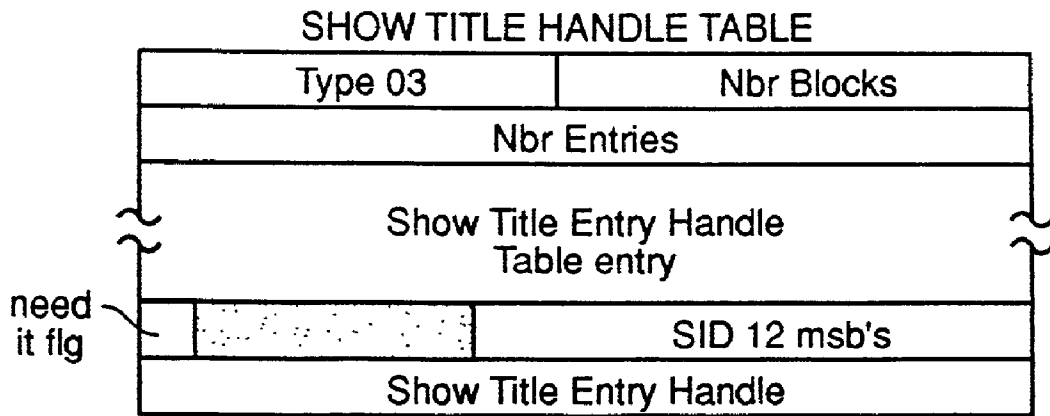 SHOW TITLE HANDLE TABLE
Type 03 Nbr Blocks
Nbr Entries
Show Title Entry Handle
Table entry
need
it flg
SID 12 msb's
Show Title Entry Handle